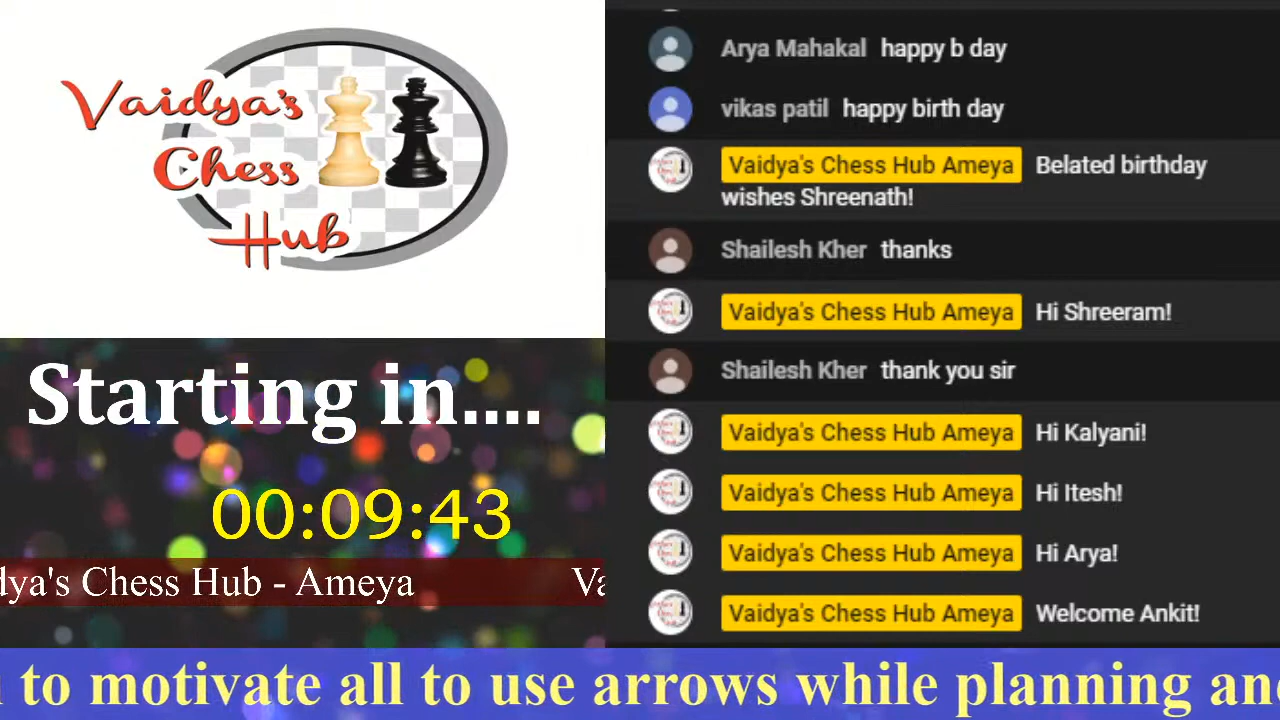 Vaidya's
Chess
Hub
Starting in....
00:09:43
dya's Chess Hub - Ameya
Va
Arya Mahakal happy b day
vikas patil happy birth day
Vaidya's Chess Hub Ameya Belated birthday
wishes Shreenath!
Shailesh Kher thanks
Vaidya's Chess Hub Ameya Hi Shreeram!
Shailesh Kher thank you sir
Vaidya's Chess Hub Ameya Hi Kalyani!
Vaidya's Chess Hub Ameya Hi Itesh!
Vaidya's Chess Hub Ameya Hi Arya!
Vaidya's Chess Hub Ameya Welcome Ankit!
to motivate all to use arrows while planning and